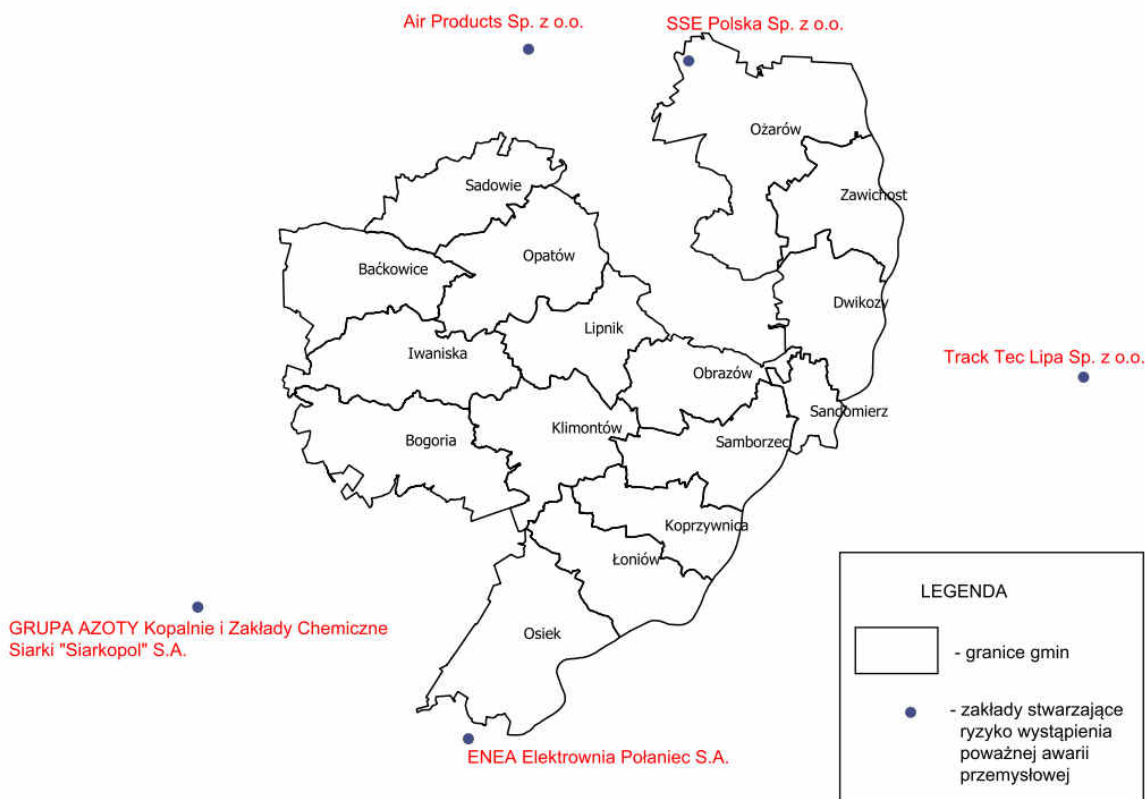 Air Products Sp. z o.o.
SSE Polska Sp. z o.o.
Ożarów
Sadowie
Zawichost
Opatów
Baćkowice
Dwikozy
Lipnik
Iwaniska
Track Tec Lipa Sp. z o.o.
Obrazów
Sandomierz
Klimontów
Bogoria
Samborzec
Koprzywnica
Łoniów
LEGENDA
GRUPA AZOTY Kopalnie i Zakłady Chemiczne
Siarki "Siarkopol" S.A.
Osiek
- granice gmin
- zakłady stwarzające
ryzyko wystąpienia
poważnej awarii
przemysłowej
ENEA Elektrownia Połaniec S.A.